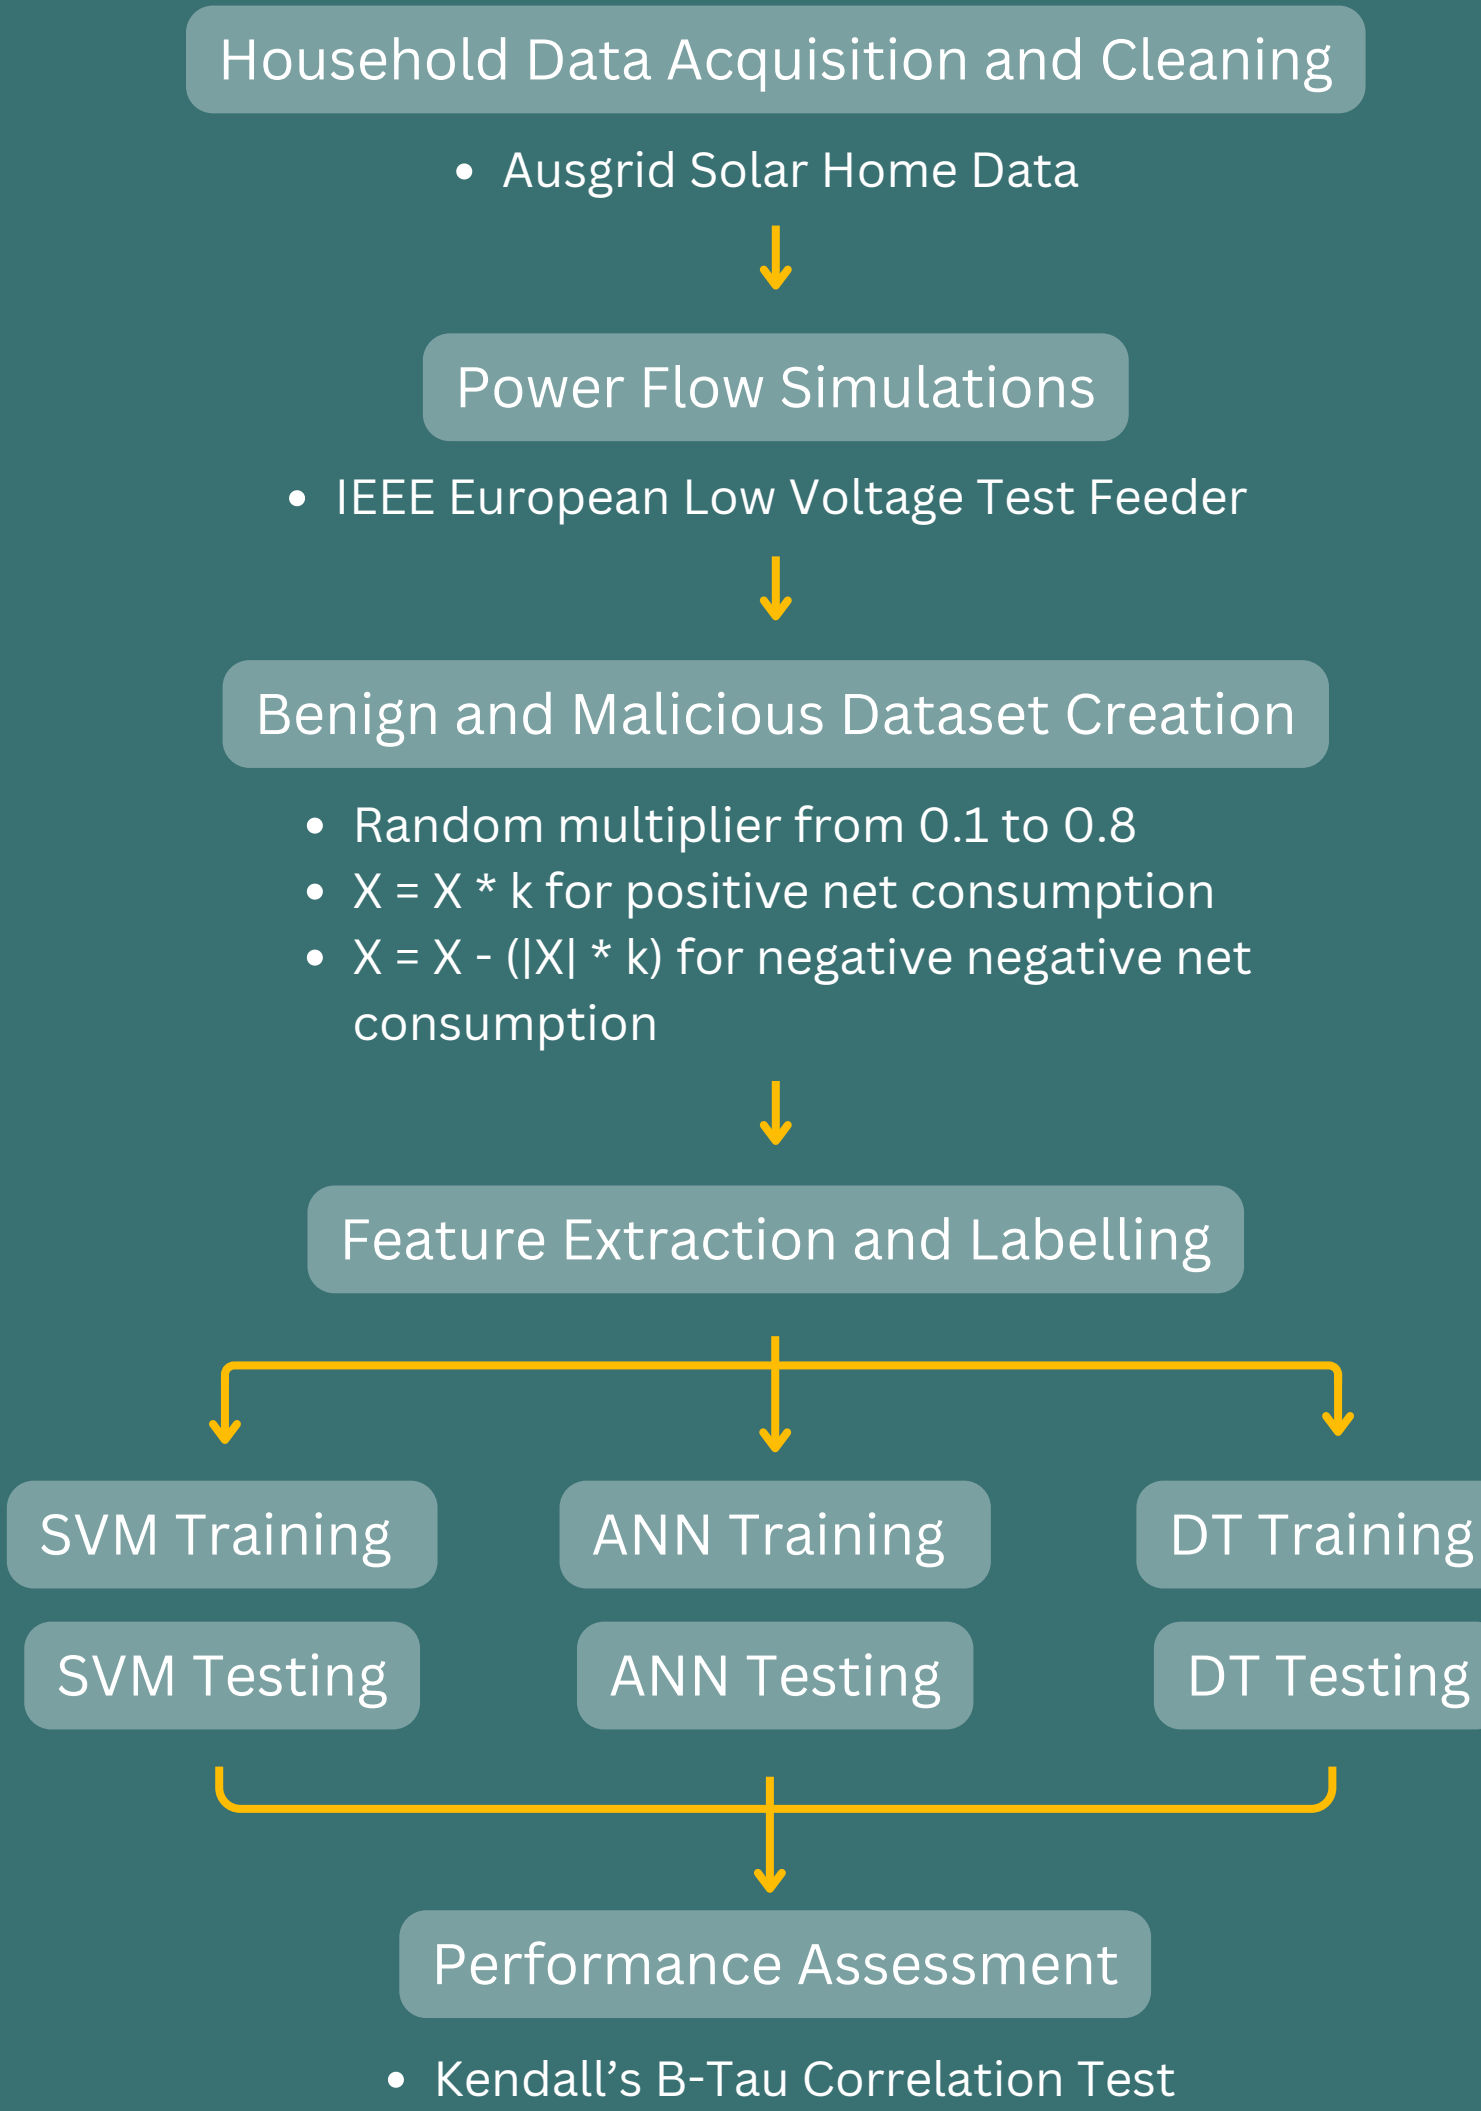 Household Data Acquisition and Cleaning
• Ausgrid Solar Home Data
Power Flow Simulations
• IEEE European Low Voltage Test Feeder
Benign and Malicious Dataset Creation
• Random multiplier from 0.1 to 0.8
• X = X * k for positive net consumption
• X = X - (|X| * k) for negative negative net
consumption
Feature Extraction and Labelling
SVM Training
ANN Training
DT Training
SVM Testing
ANN Testing
DT Testing
Performance Assessment
• Kendall’s B-Tau Correlation Test